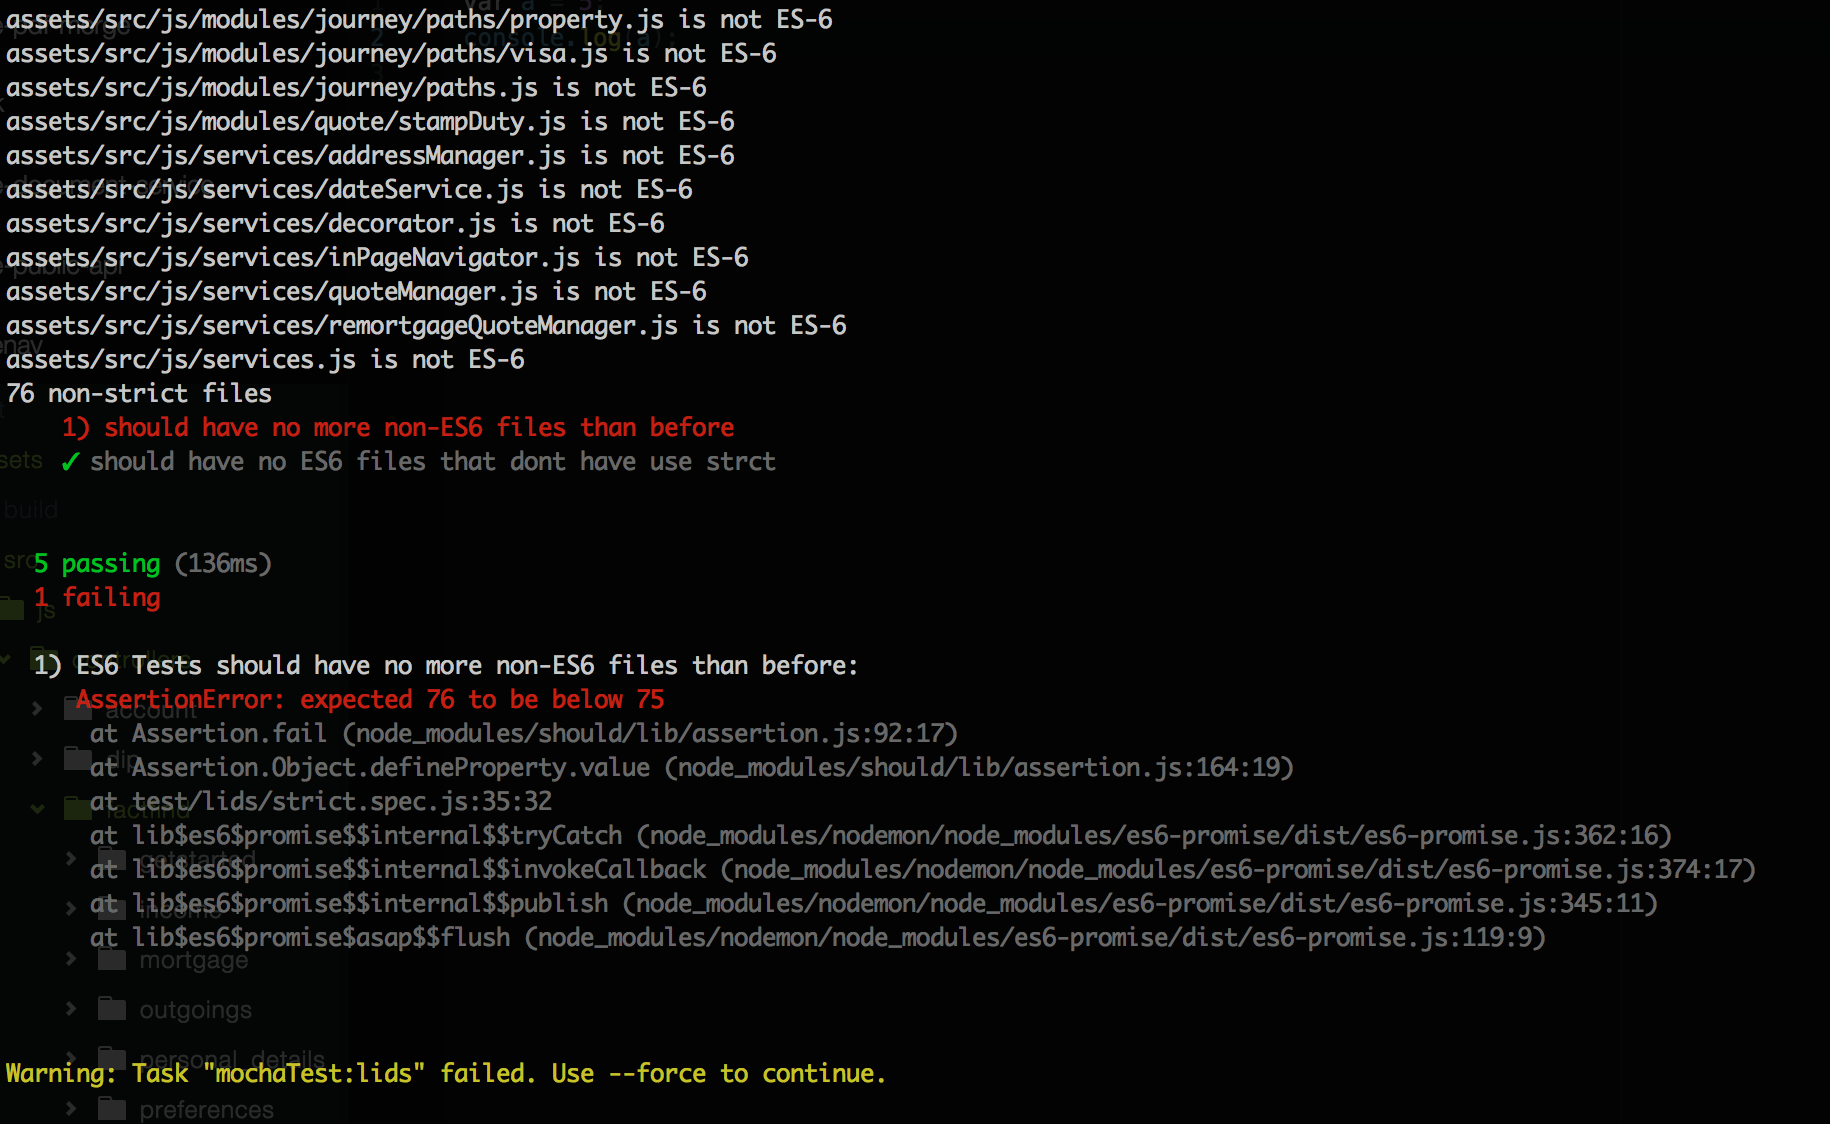 assets/src/js/modules/journey/paths/property.js is not ES-6
assets/src/js/modules/journey/paths/visa.js is not ES-6
assets/src/js/modules/journey/paths.js is not ES-6
assets/src/js/modules/quote/stampDuty.js is not ES-6
assets/src/js/services/addressManager.js is not ES-6
assets/src/js/services/dateService.js is not ES-6
assets/src/js/services/decorator.js is not ES-6
assets/src/js/services/inPageNavigator.js is not ES-6
assets/src/js/services/quoteManager.js is not ES-6
assets/src/js/services/remortgageQuoteManager.js is not ES-6
assets/src/js/services.js is not ES-6
76 non-strict files
1) should have no more non-ES6 files than before
✓ should have no ES6 files that dont have use strct
build
5 passing (136ms)
1 failing
js
1) ES6 Tests should have no more non-ES6 files than before:
AssertionError: expected 76 to be below 75
account
at Assertion.fail (node_modules/should/lib/assertion.js:92:17)
dip
at Assertion.Object.defineProperty.value (node_modules/should/lib/assertion.js:164:19)
at test/lids/strict.spec.js:35:32
factfind
at lib$es6$promise$$internal$$tryCatch (node_modules/nodemon/node_modules/es6-promise/dist/es6-promise.js:362:16)
getstarted
at lib$es6$promise$$internal$$invokeCallback (node_modules/nodemon/node_modules/es6-promise/dist/es6-promise.js:374:17)
at lib$es6$promise$$internal$$publish (node_modules/nodemon/node_modules/es6-promise/dist/es6-promise.js:345:11)
income
at lib$es6$promise$asap$$flush (node_modules/nodemon/node_modules/es6-promise/dist/es6-promise.js:119:9)
mortgage
outgoings
personal_details
Warning: Task "mochaTest:lids" failed. Use --force to continue.
preferences